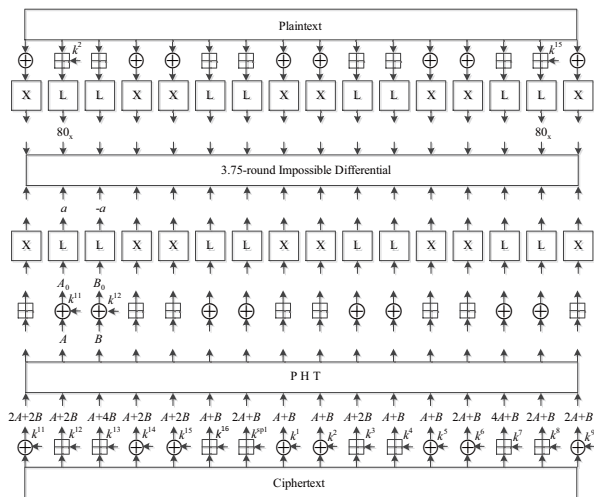 Plaintext
k² k¹⁵
X L L X X L L X X L L X X L L X
80ₓ 80ₓ
3.75-round Impossible Differential
a -a
X L L X X L L X X L L X X L L X
A₀ B₀
k¹¹ k¹²
A B
P H T
2A+2B A+2B A+4B 2A+2B A+2B A+B 2A+B A+B A+B 2A+B A+B A+B 2A+B 4A+B 2A+B 2A+B
k¹¹ k¹² k¹³ k¹⁴ k¹⁵ k¹⁶ kˢᵖ¹ k¹ k² k³ k⁴ k⁵ k⁶ k⁷ k⁸ k⁹
Ciphertext